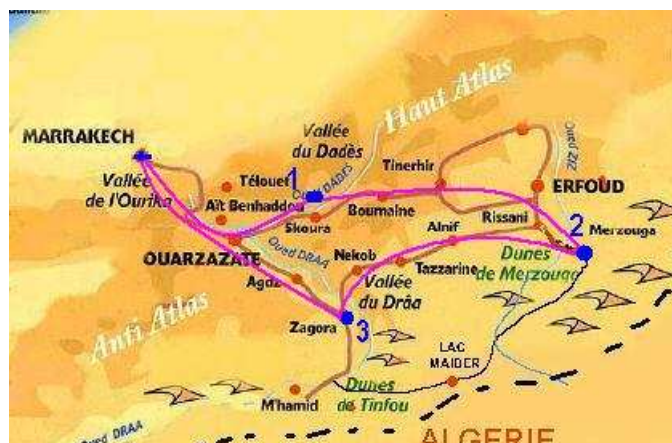 Haut Atlas
MARRAKECH
Vallée
du Dadès
Oued ZIZ
Tinerhir
Vallée
de l'Ourika
Télouet
1
Oued DADÈS
ERFOUD
Aït Benhaddou
Boumalne
Skoura
Rissani
2
Merzouga
Alnif
OUARZAZATE
Oued DRAA
Nekob
Dunes
de Merzouga
Tazzarine
Agdz
Vallée
du Drâa
Anti Atlas
Zagora
3
LAC
MAIDER
M'hamid
Dunes
de Tinfou
Oued DRAA
ALGERIE